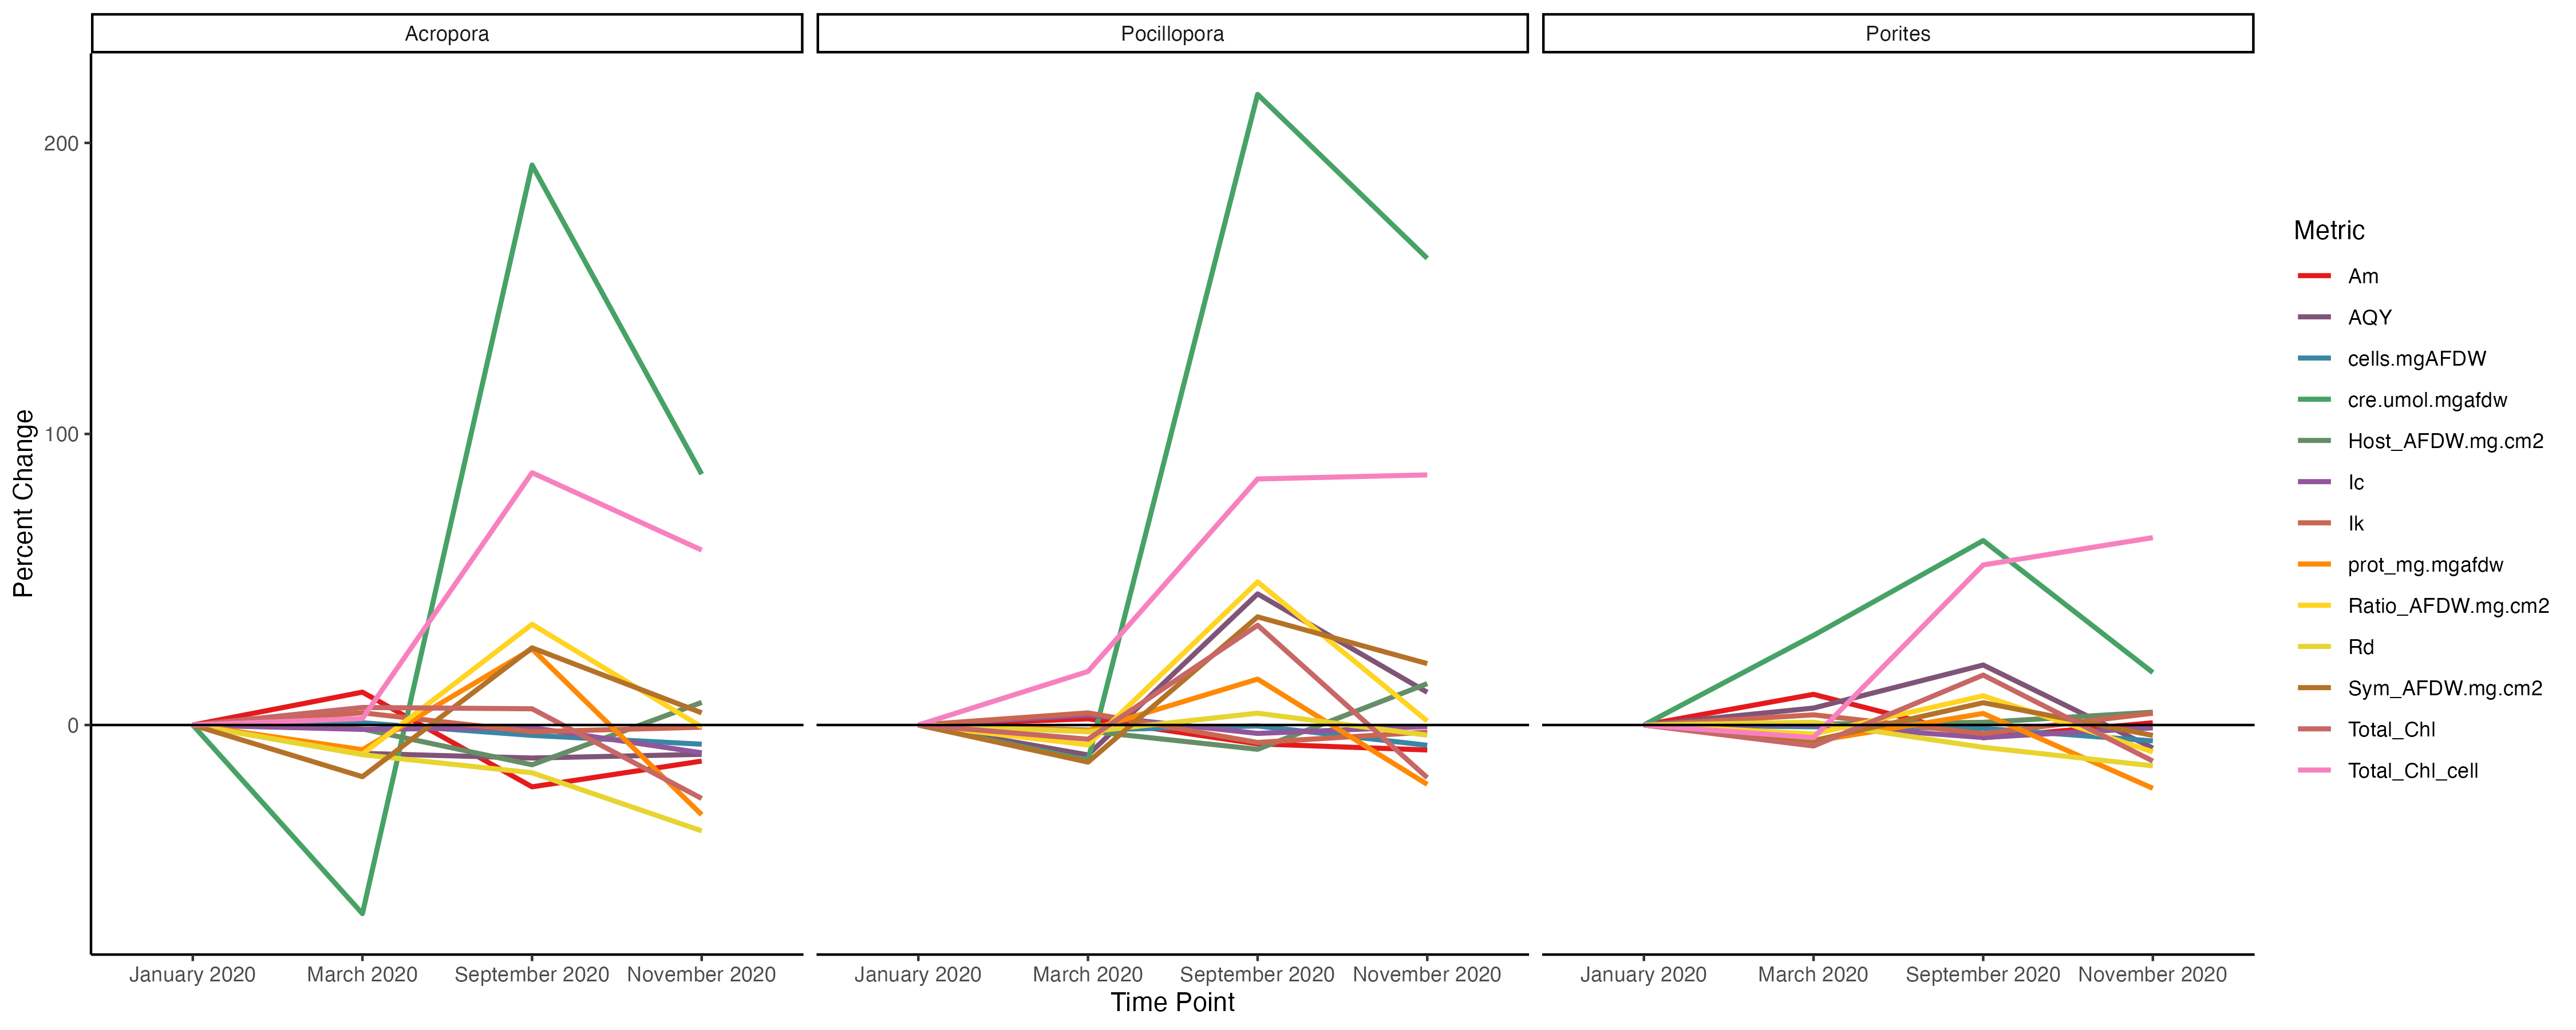 Acropora
Pocillopora
Porites
Percent Change
200
100
0
January 2020
March 2020
September 2020
November 2020
January 2020
March 2020
September 2020
November 2020
January 2020
March 2020
September 2020
November 2020
Time Point
Metric
Am
AQY
cells.mgAFDW
cre.umol.mgafdw
Host_AFDW.mg.cm2
Ic
Ik
prot_mg.mgafdw
Ratio_AFDW.mg.cm2
Rd
Sym_AFDW.mg.cm2
Total_Chl
Total_Chl_cell